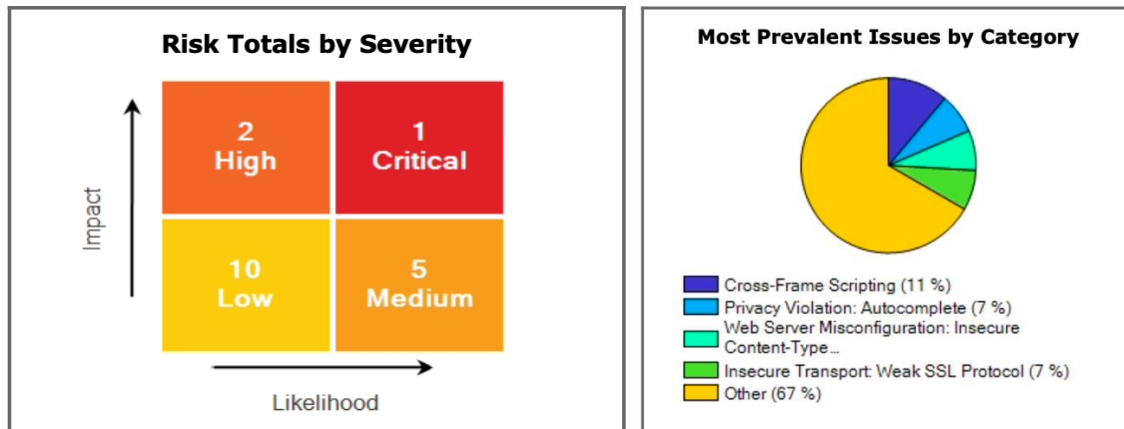 Risk Totals by Severity
Impact
2
High
1
Critical
10
Low
5
Medium
Likelihood
Most Prevalent Issues by Category
Cross-Frame Scripting (11 %)
Privacy Violation: Autocomplete (7 %)
Web Server Misconfiguration: Insecure
Content-Type...
Insecure Transport: Weak SSL Protocol (7 %)
Other (67 %)